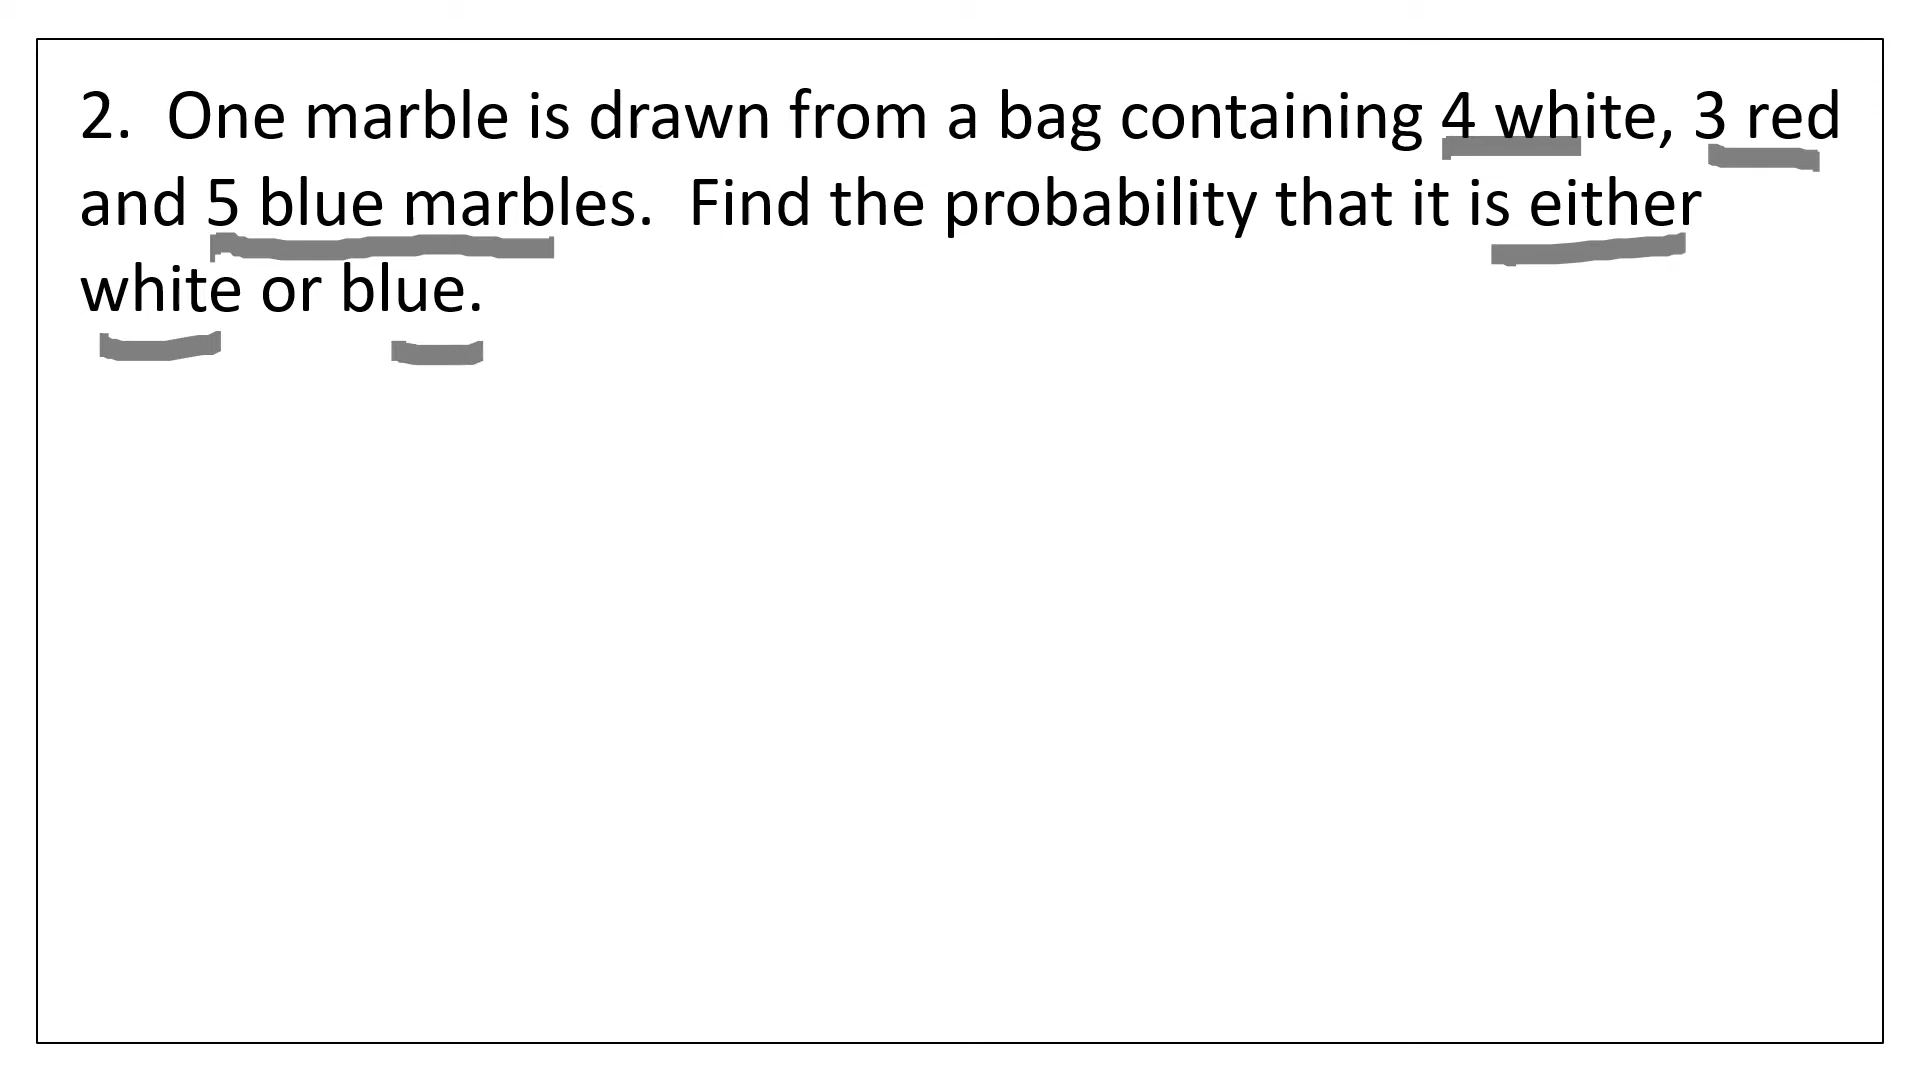 2.  One marble is drawn from a bag containing 4 white, 3 red
and 5 blue marbles.  Find the probability that it is either
white or blue.